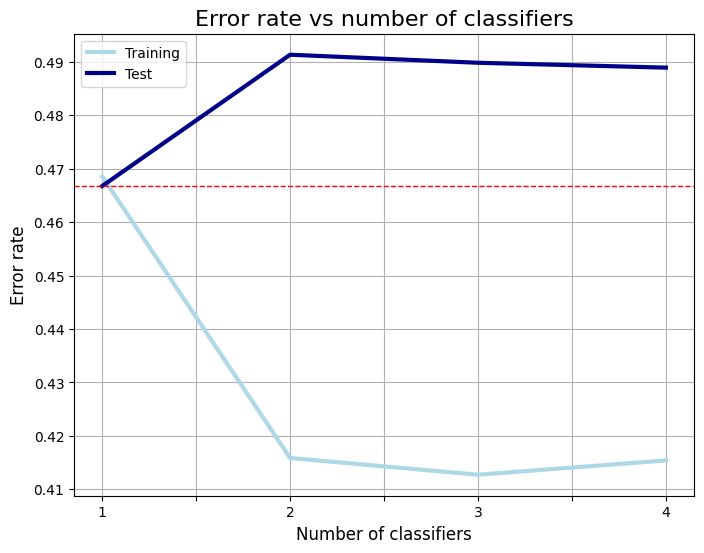 Error rate vs number of classifiers
Training
Test
0.49
0.48
0.47
0.46
0.45
0.44
0.43
0.42
0.41
Error rate
1 2 3 4
Number of classifiers